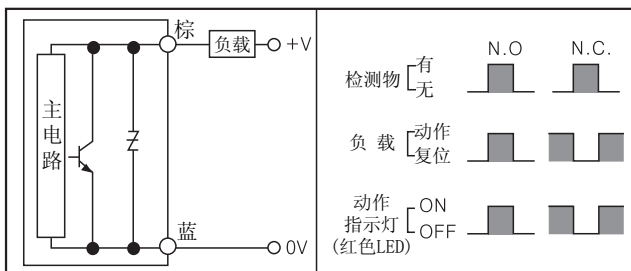 棕
负载
+V
主电路
蓝
0V
N.O
N.C.
检测物
有
无
负 载
动作
复位
动作
指示灯
(红色LED)
ON
OFF